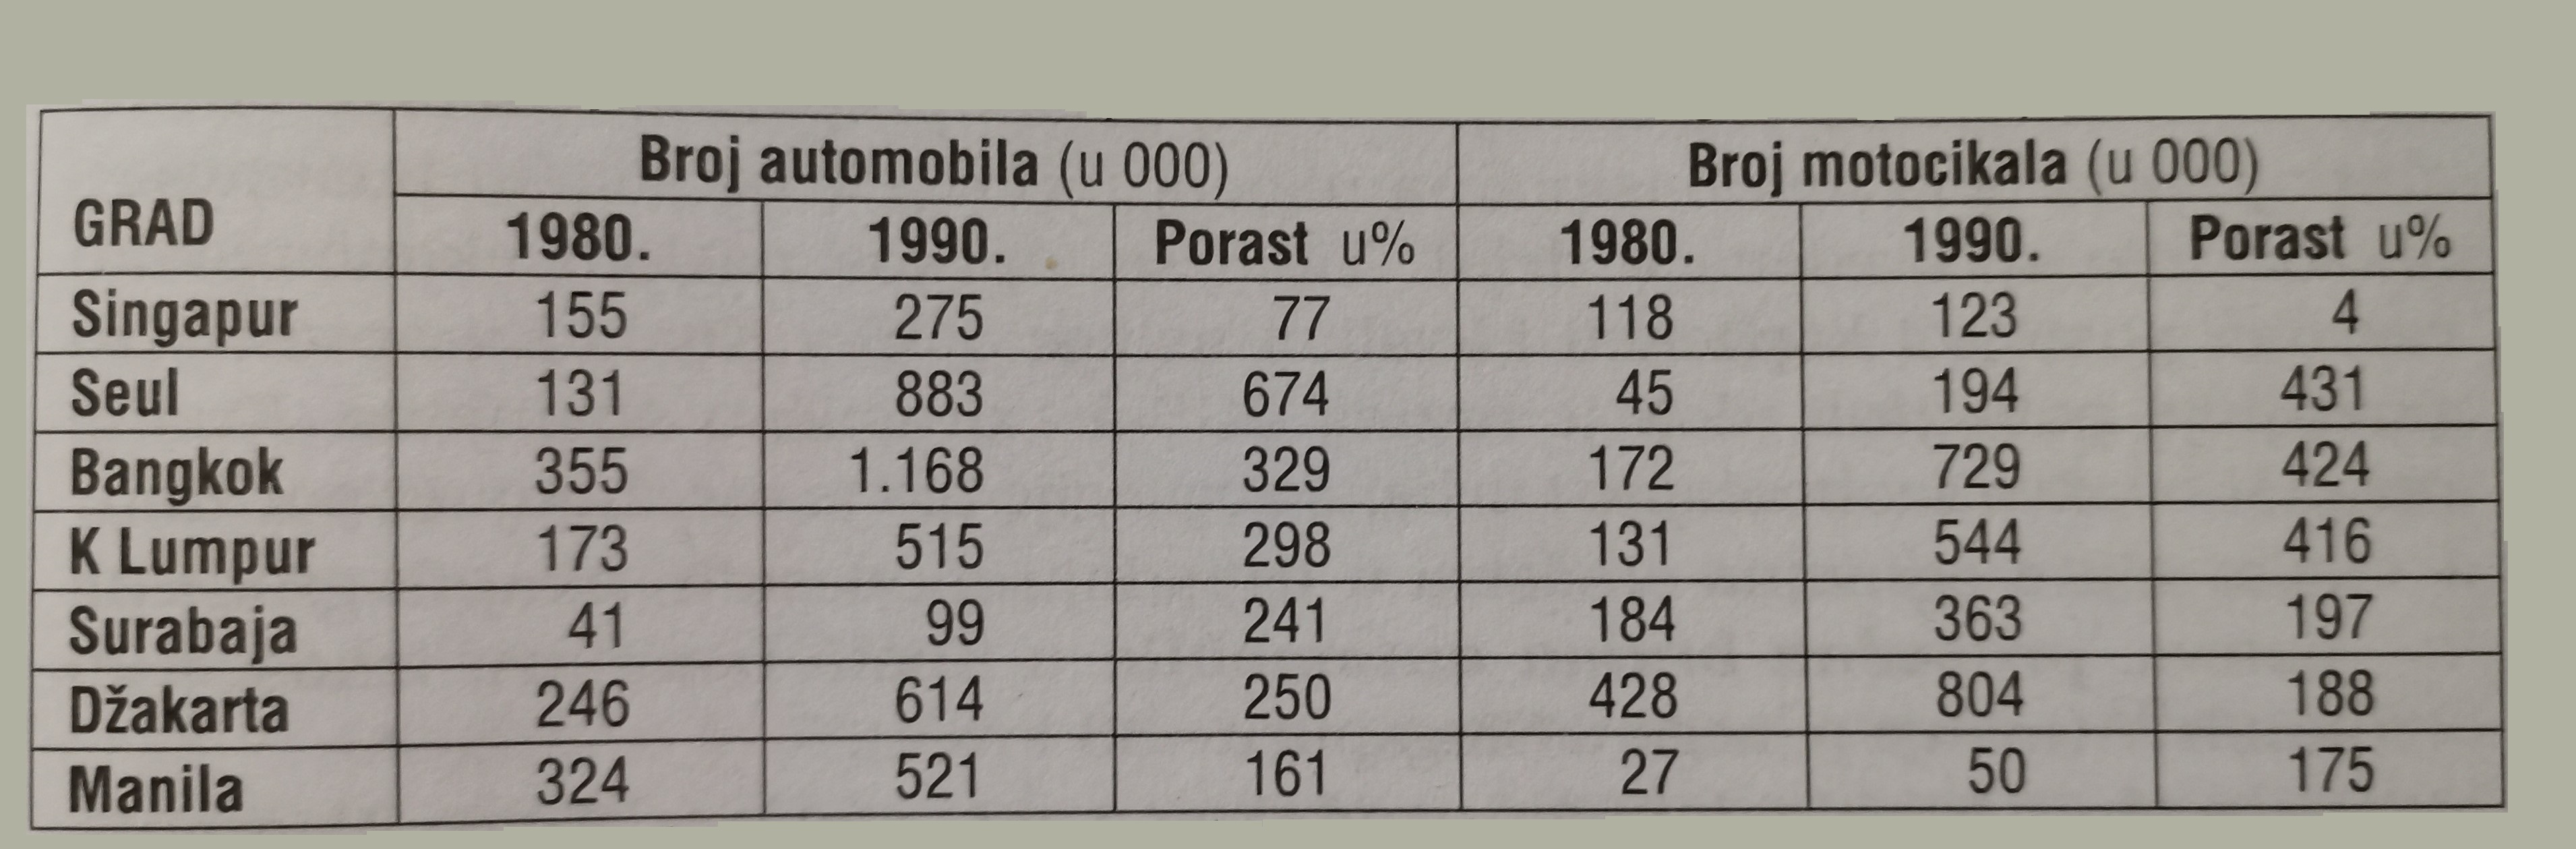 Broj automobila (u 000) Broj motocikala (u 000)
GRAD 1980. 1990. Porast u% 1980. 1990. Porast u%
Singapur 155 275 77 118 123 4
Seul 131 883 674 45 194 431
Bangkok 355 1.168 329 172 729 424
K Lumpur 173 515 298 131 544 416
Surabaja 41 99 241 184 363 197
Džakarta 246 614 250 428 804 188
Manila 324 521 161 27 50 175